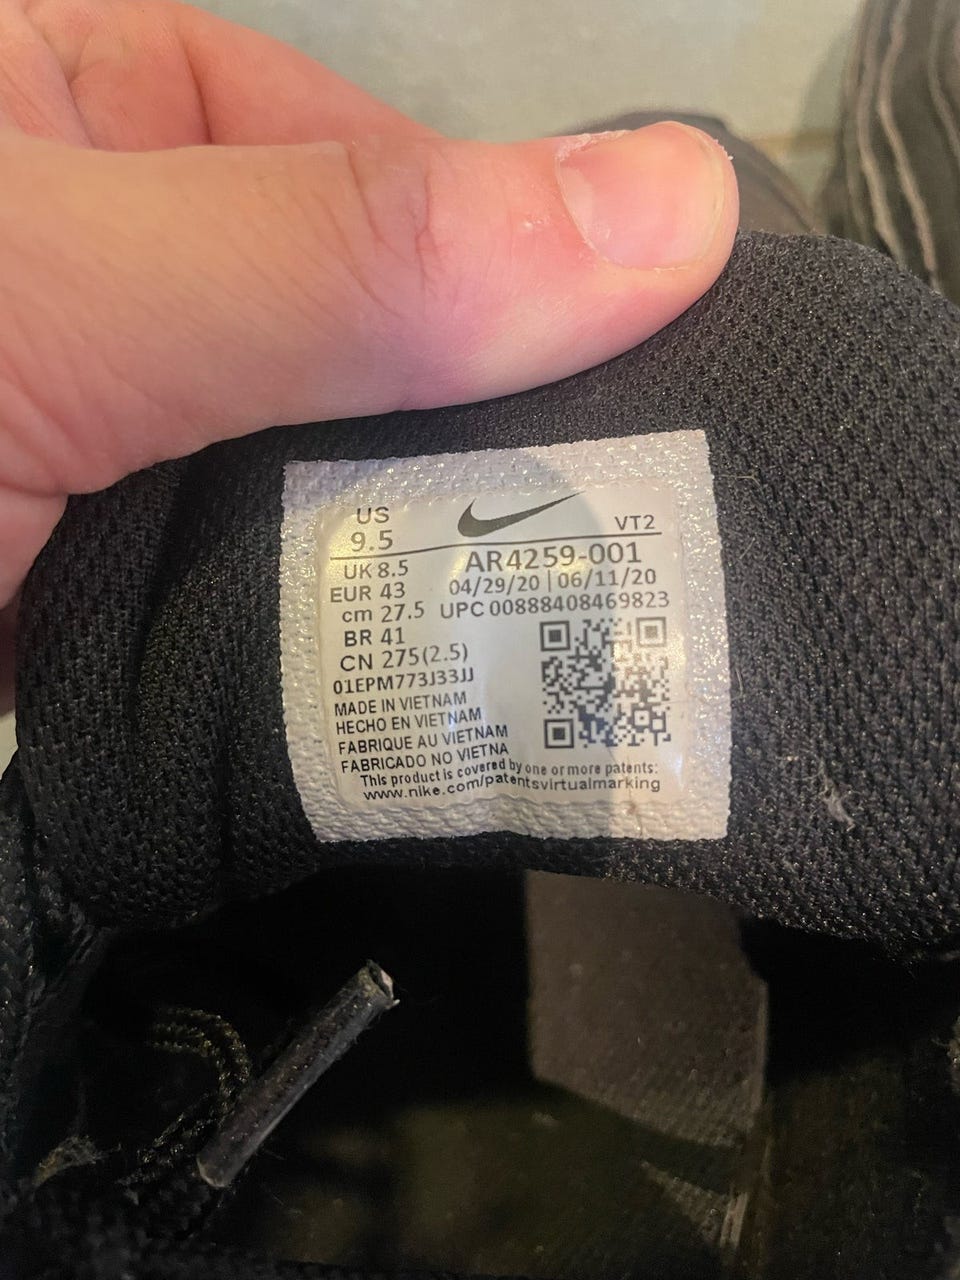 US
9.5
VT2
AR4259-001
04/29/20 | 06/11/20
UPC 00888408469823
UK 8.5
EUR 43
cm 27.5
BR 41
CN 275(2.5)
01EPM773J33JJ
MADE IN VIETNAM
HECHO EN VIETNAM
FABRIQUE AU VIETNAM
FABRICADO NO VIETNA
This product is covered by one or more patents:
www.nike.com/patentsvirtualmarking